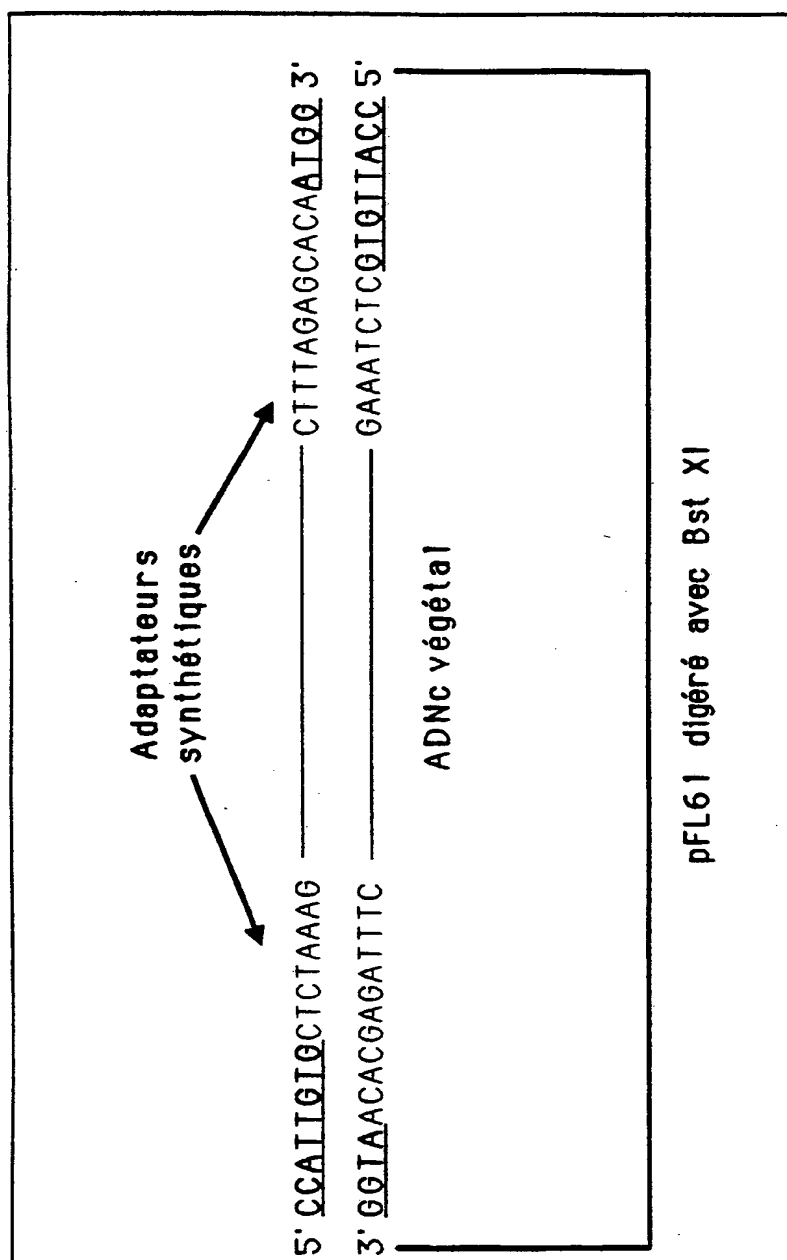 Adaptateurs
synthétiques
5' CCATTGTGCTCTAAAG CTTTAGAGCACAATGG 3'
3' GGTAACACGAGATTTC GAAATCTCGTGTTACC 5'
ADNc végétal
pFL61 digéré avec Bst XI